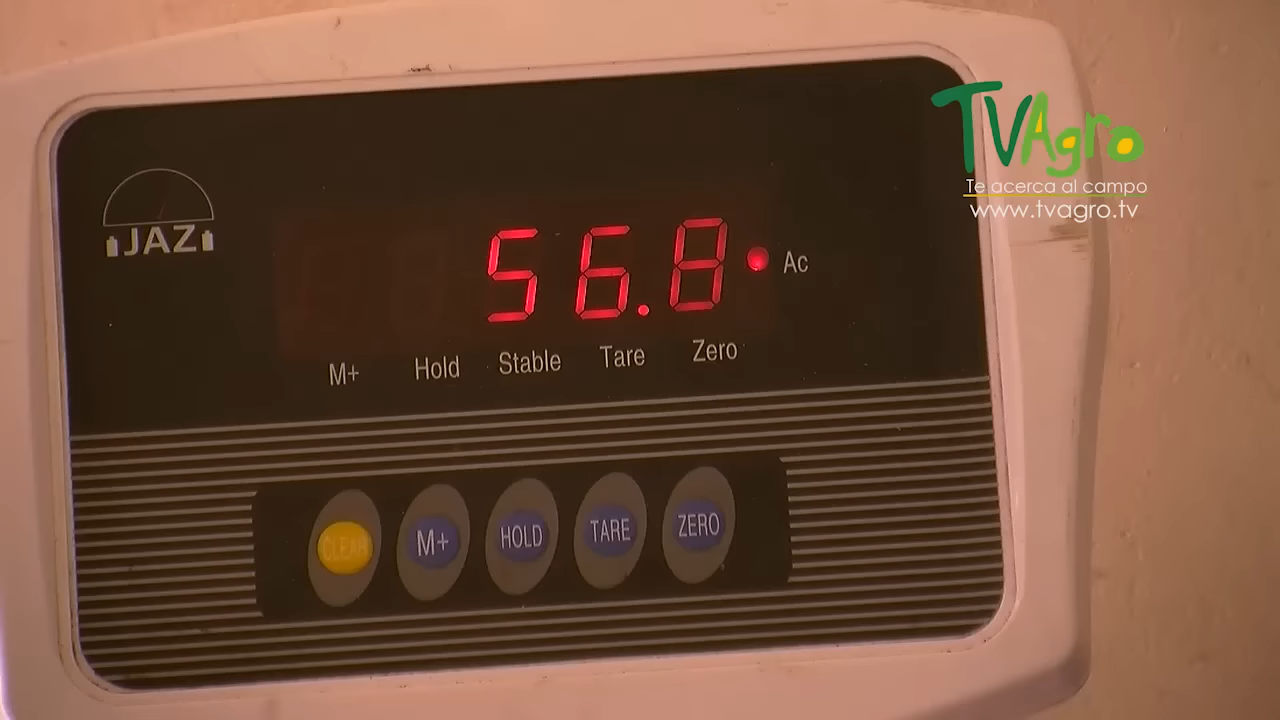 TVAgro
Te acerca al campo
www.tvagro.tv
JAZ
56.8 Ac
M+ Hold Stable Tare Zero
CLEAR M+ HOLD TARE ZERO